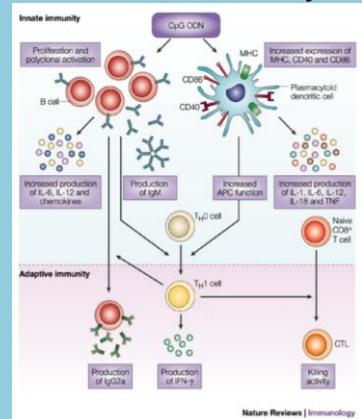 Innate immunity
CpG ODN
Proliferation and
polyclonal activation
MHC
Increased expression of
MHC, CD40 and CD86
CD86
Plasmacytoid
dendritic cell
B cell
CD40
Increased production
of IL-6, IL-12 and
chemokines
Production
of IgM
Increased
APC function
Increased production
of IL-1, IL-6, IL-12,
IL-18 and TNF
TH0 cell
Naive
CD8+
T cell
Adaptive immunity
TH1 cell
CTL
Production
of IgG2a
Production
of IFN-γ
Killing
activity
Nature Reviews | Immunology